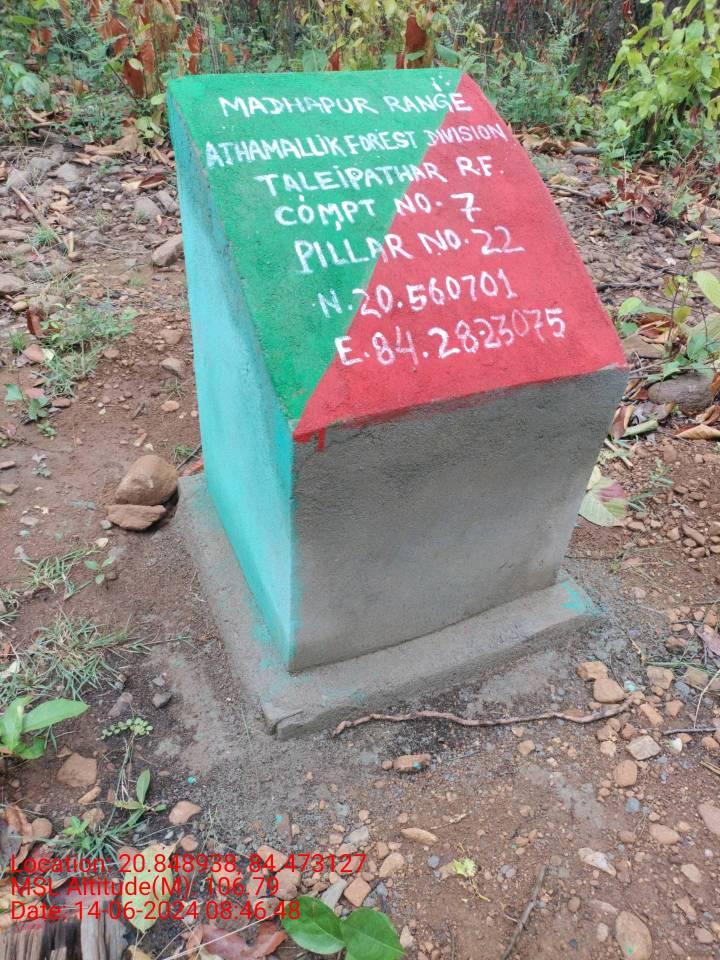 MADHAPUR RANGE
ATHAMALLIK FOREST DIVISION
TALEIPATHAR RF.
COMPT NO. 7
PILLAR NO. 22
N. 20.560701
E. 84.2823075
Location: 20.848938, 84.473127
MSL Altitude(M): 106.79
Date: 14-06-2024 08:46:48